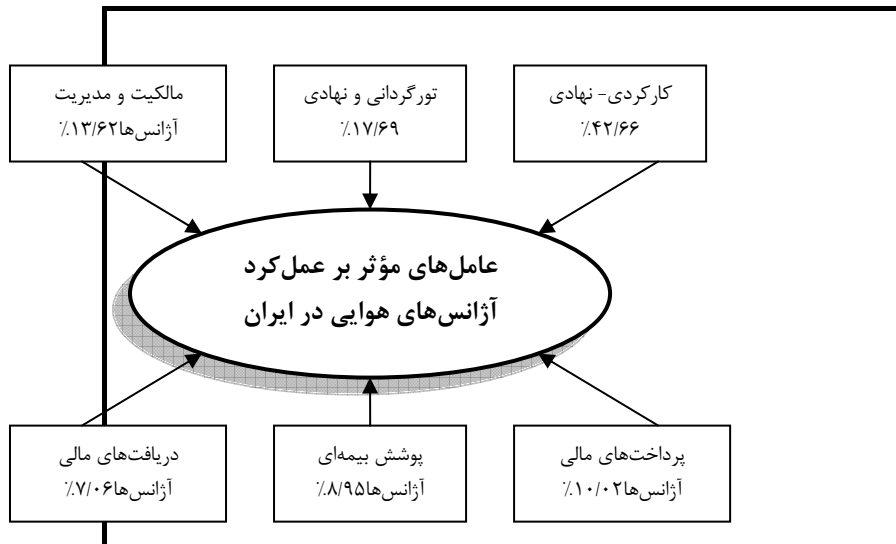 کارکردی- نهادی
٪۴۲/۶۶
تورگردانی و نهادی
٪۱۷/۶۹
مالکیت و مدیریت
آژانس‌ها۱۳/۶۲٪
عامل‌های مؤثر بر عمل‌کرد
آژانس‌های هوایی در ایران
پرداخت‌های مالی
آژانس‌ها۱۰/۰۲٪
پوشش بیمه‌ای
آژانس‌ها۸/۹۵٪
دریافت‌های مالی
آژانس‌ها۷/۰۶٪